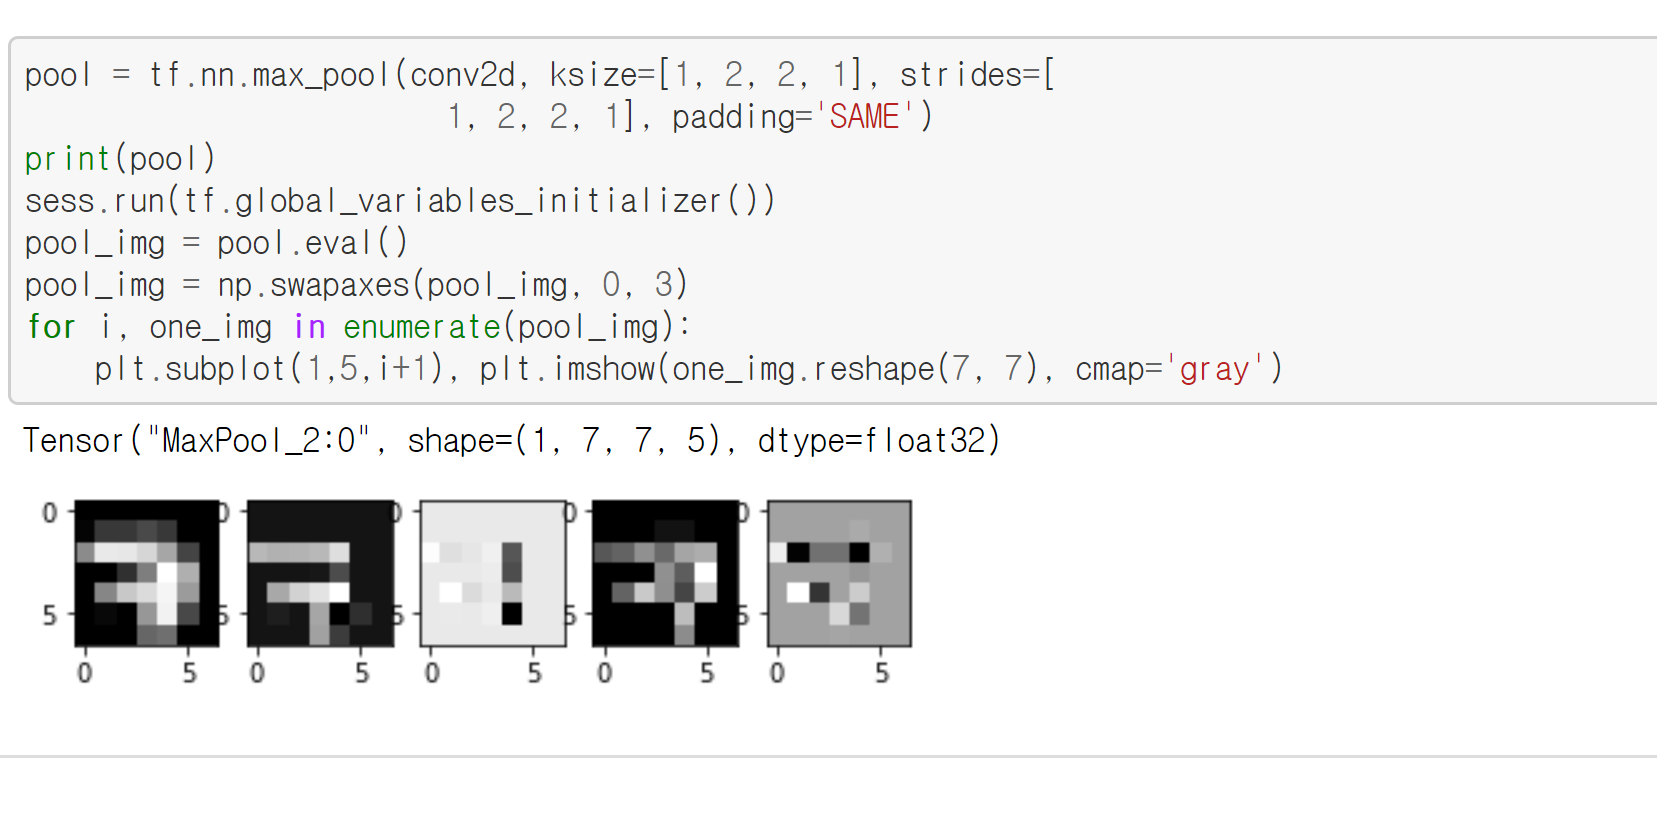 pool = tf.nn.max_pool(conv2d, ksize=[1, 2, 2, 1], strides=[
1, 2, 2, 1], padding='SAME')
print(pool)
sess.run(tf.global_variables_initializer())
pool_img = pool.eval()
pool_img = np.swapaxes(pool_img, 0, 3)
for i, one_img in enumerate(pool_img):
    plt.subplot(1,5,i+1), plt.imshow(one_img.reshape(7, 7), cmap='gray')
Tensor("MaxPool_2:0", shape=(1, 7, 7, 5), dtype=float32)
0 0 0 0 0
5 5 5 5 5
0 5 0 5 0 5 0 5 0 5